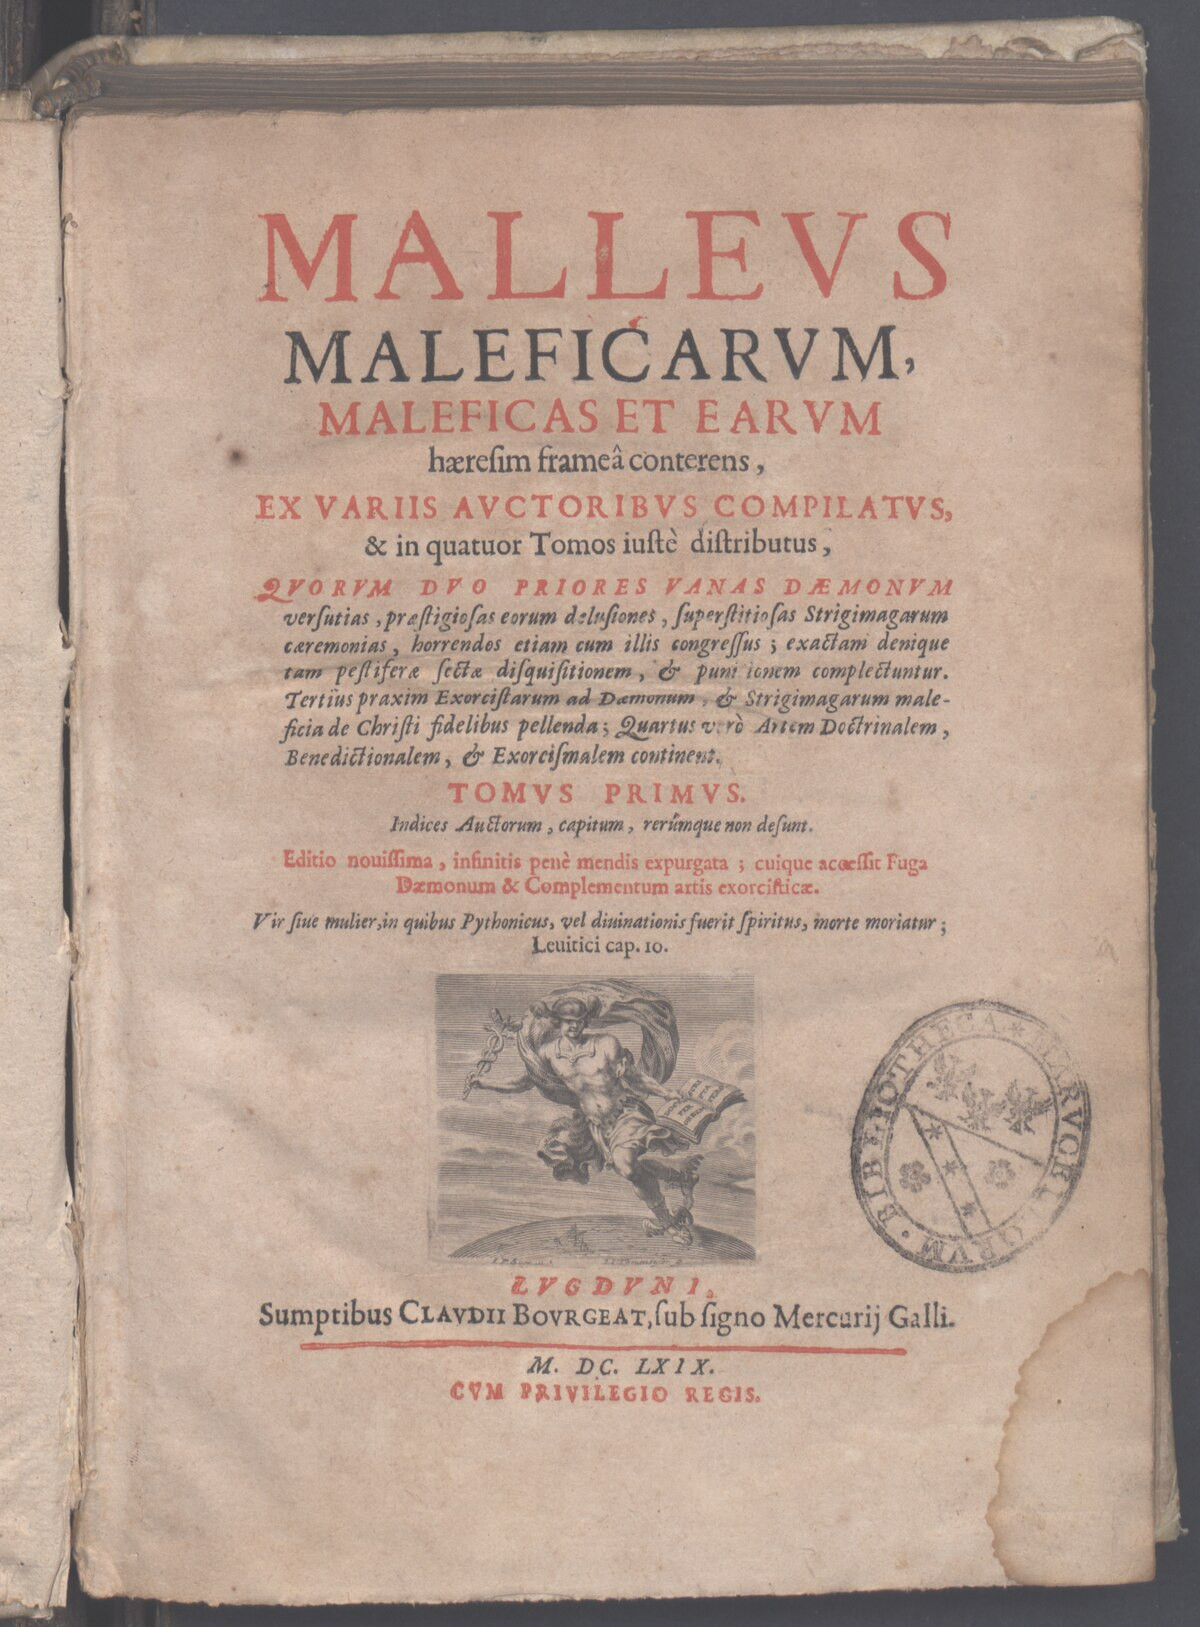 MALLEVS
MALEFICARVM,
MALEFICAS ET EARVM
hæreſim frameâ conterens,
EX VARIIS AVCTORIBVS COMPILATVS,
& in quatuor Tomos iuſtè diſtributus,
QVORVM DVO PRIORES VANAS DÆMONVM
verſutias, præſtigioſas eorum deluſiones, ſuperſtitioſas Strigimagarum
cæremonias, horrendos etiam cum illis congreſſus; exactam denique
tam peſtiferæ ſectæ diſquiſitionem, & punitionem complectuntur.
Tertius praxim Exorciſtarum ad Dæmonum, & Strigimagarum male-
ficia de Chriſti fidelibus pellenda; Quartus verò Artem Doctrinalem,
Benedictionalem, & Exorciſmalem continent.
TOMVS PRIMVS.
Indices Auctorum, capitum, rerúmque non deſunt.
Editio nouiſſima, infinitis penè mendis expurgata; cuique acceſſit Fuga
Dæmonum & Complementum artis exorciſticæ.
Vir ſiue mulier, in quibus Pythonicus, vel diuinationis fuerit ſpiritus, morte moriatur;
Leuitici cap. 10.
BIBLIOTHECA * MARVCELLORVM
LVGDVNI,
Sumptibus CLAVDII BOVRGEAT, ſub ſigno Mercurij Galli.
M. DC. LXIX.
CVM PRIVILEGIO REGIS.